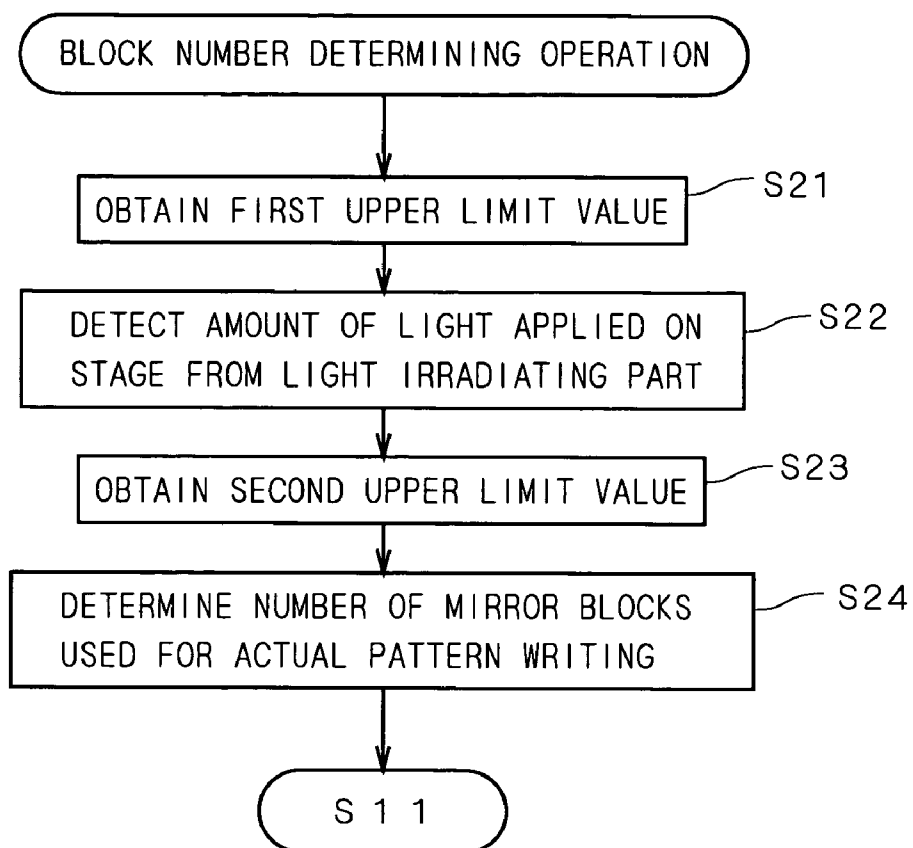 BLOCK NUMBER DETERMINING OPERATION
OBTAIN FIRST UPPER LIMIT VALUE
S21
DETECT AMOUNT OF LIGHT APPLIED ON
STAGE FROM LIGHT IRRADIATING PART
S22
OBTAIN SECOND UPPER LIMIT VALUE
S23
DETERMINE NUMBER OF MIRROR BLOCKS
USED FOR ACTUAL PATTERN WRITING
S24
S11